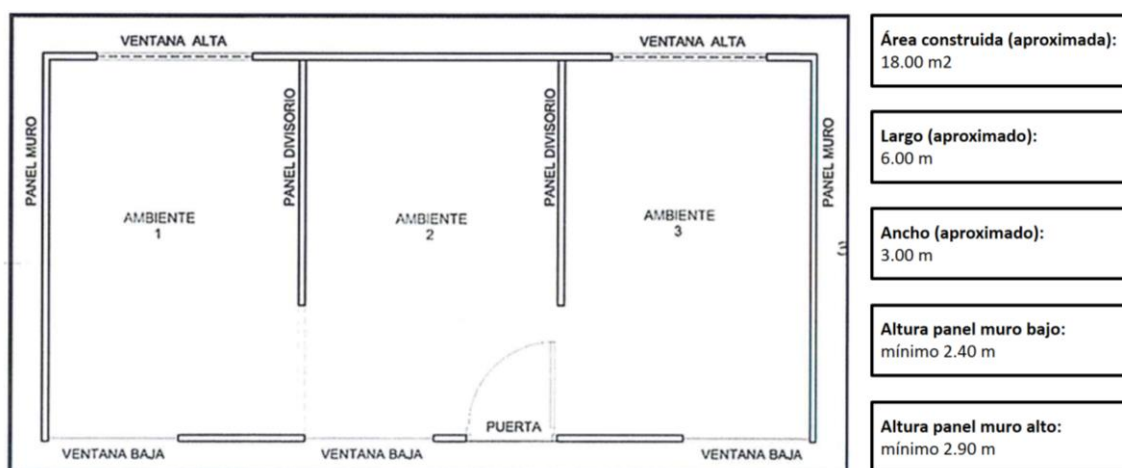 VENTANA ALTA
VENTANA ALTA
PANEL MURO
PANEL DIVISORIO
PANEL DIVISORIO
PANEL MURO
AMBIENTE
1
AMBIENTE
2
AMBIENTE
3
PUERTA
VENTANA BAJA
VENTANA BAJA
VENTANA BAJA
Área construida (aproximada):
18.00 m2
Largo (aproximado):
6.00 m
Ancho (aproximado):
3.00 m
Altura panel muro bajo:
mínimo 2.40 m
Altura panel muro alto:
mínimo 2.90 m